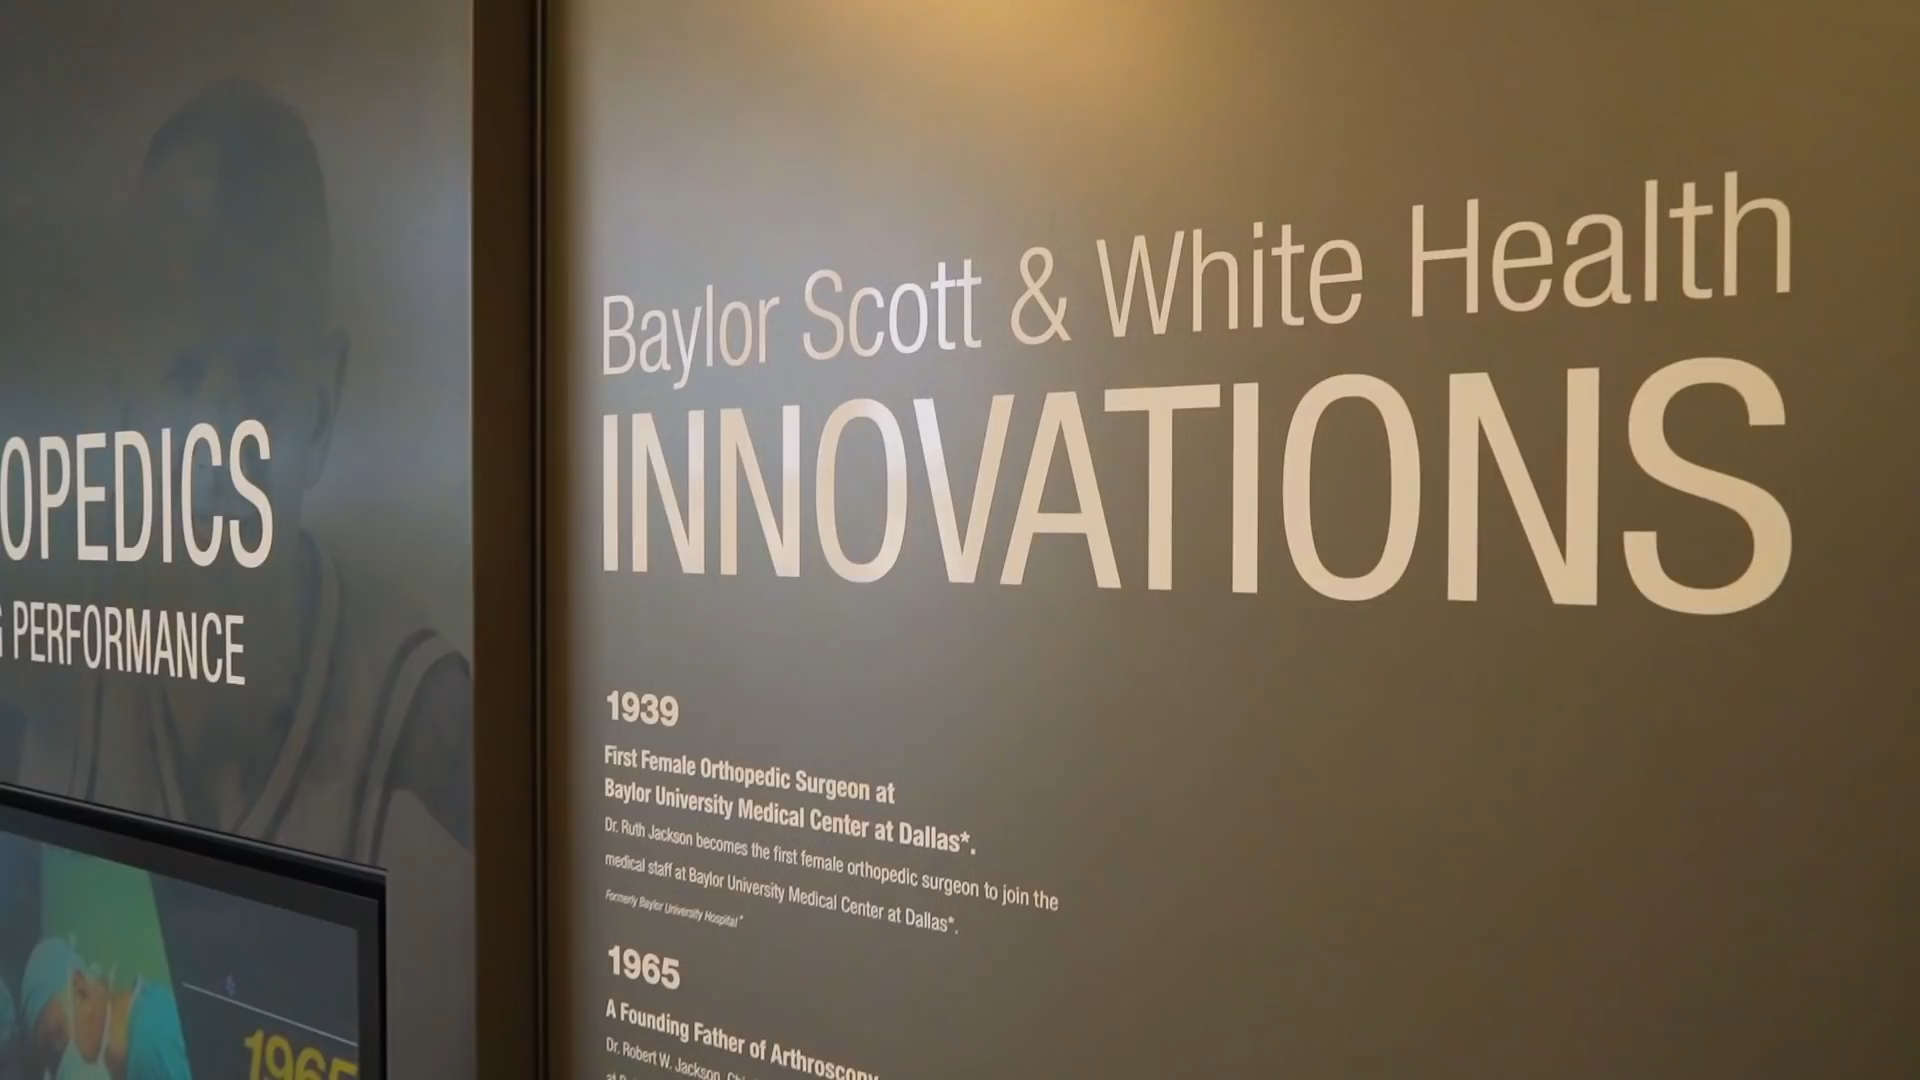 OPEDICS
PERFORMANCE
1965
Baylor Scott & White Health
INNOVATIONS
1939
First Female Orthopedic Surgeon at
Baylor University Medical Center at Dallas*.
Dr. Ruth Jackson becomes the first female orthopedic surgeon to join the
medical staff at Baylor University Medical Center at Dallas*.
Formerly Baylor University Hospital*
1965
A Founding Father of Arthroscopy
Dr. Robert W. Jackson,